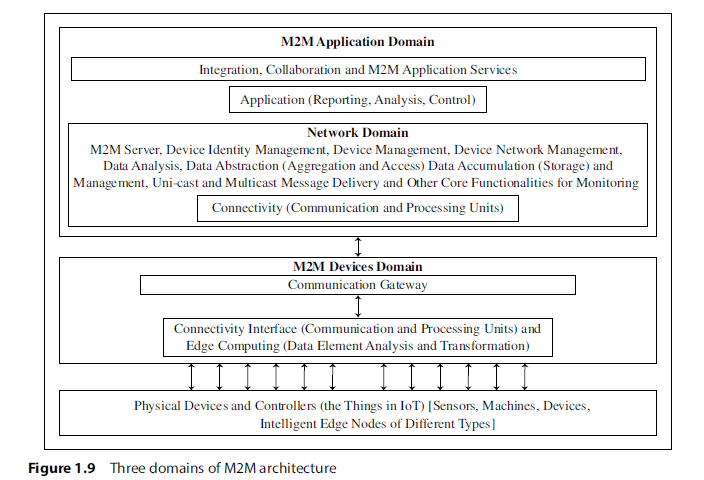 M2M Application Domain
Integration, Collaboration and M2M Application Services
Application (Reporting, Analysis, Control)
Network Domain
M2M Server, Device Identity Management, Device Management, Device Network Management,
Data Analysis, Data Abstraction (Aggregation and Access) Data Accumulation (Storage) and
Management, Uni-cast and Multicast Message Delivery and Other Core Functionalities for Monitoring
Connectivity (Communication and Processing Units)
M2M Devices Domain
Communication Gateway
Connectivity Interface (Communication and Processing Units) and
Edge Computing (Data Element Analysis and Transformation)
Physical Devices and Controllers (the Things in IoT) [Sensors, Machines, Devices,
Intelligent Edge Nodes of Different Types]
Figure 1.9 Three domains of M2M architecture